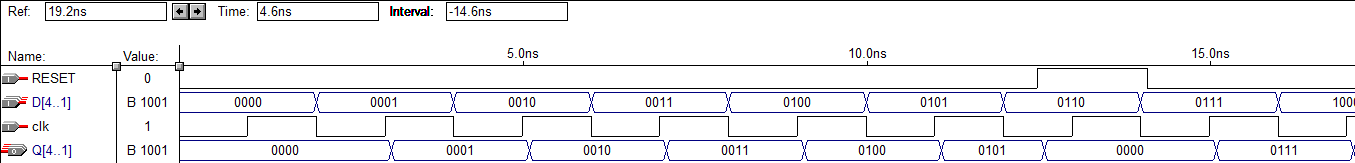 Ref: 19.2ns Time: 4.6ns Interval: -14.6ns
5.0ns 10.0ns 15.0ns
Name: Value:
RESET 0
D[4..1] B 1001 0000 0001 0010 0011 0100 0101 0110 0111 100
clk 1
Q[4..1] B 1001 0000 0001 0010 0011 0100 0101 0000 0111